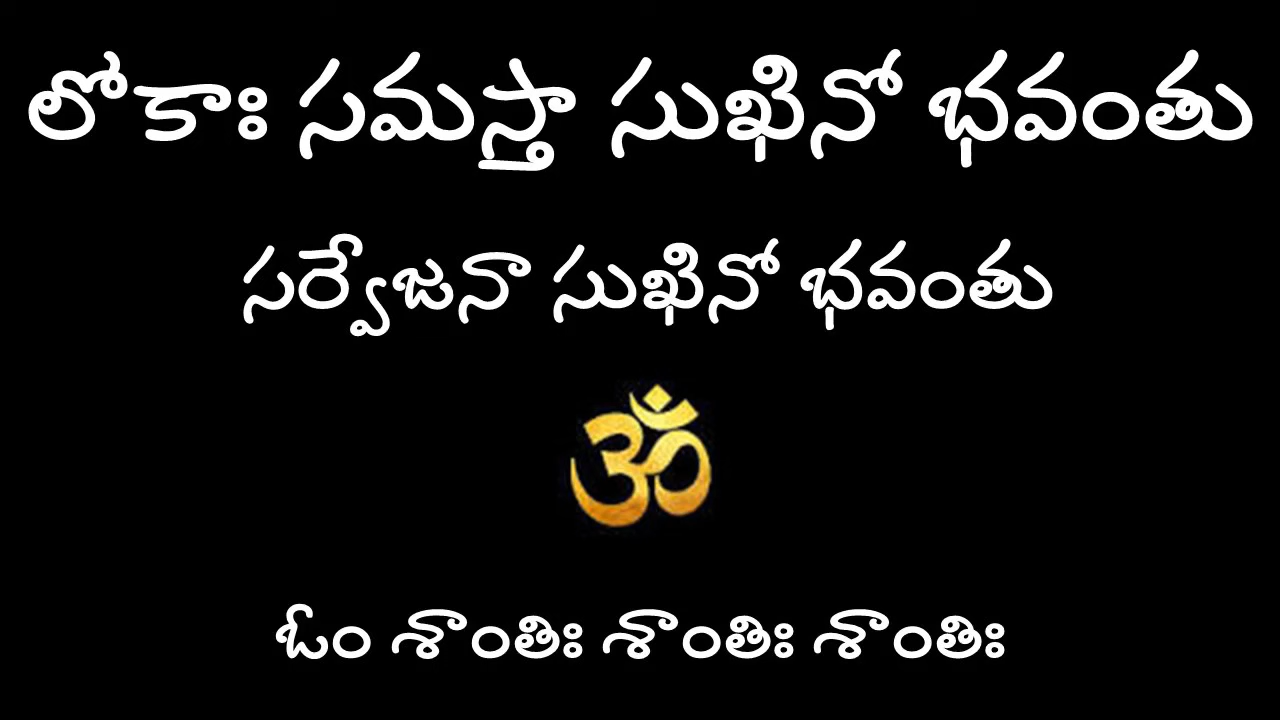 లోకాః సమస్తా సుఖినో భవంతు
సర్వేజనా సుఖినో భవంతు
ॐ
ఓం శాంతిః శాంతిః శాంతిః